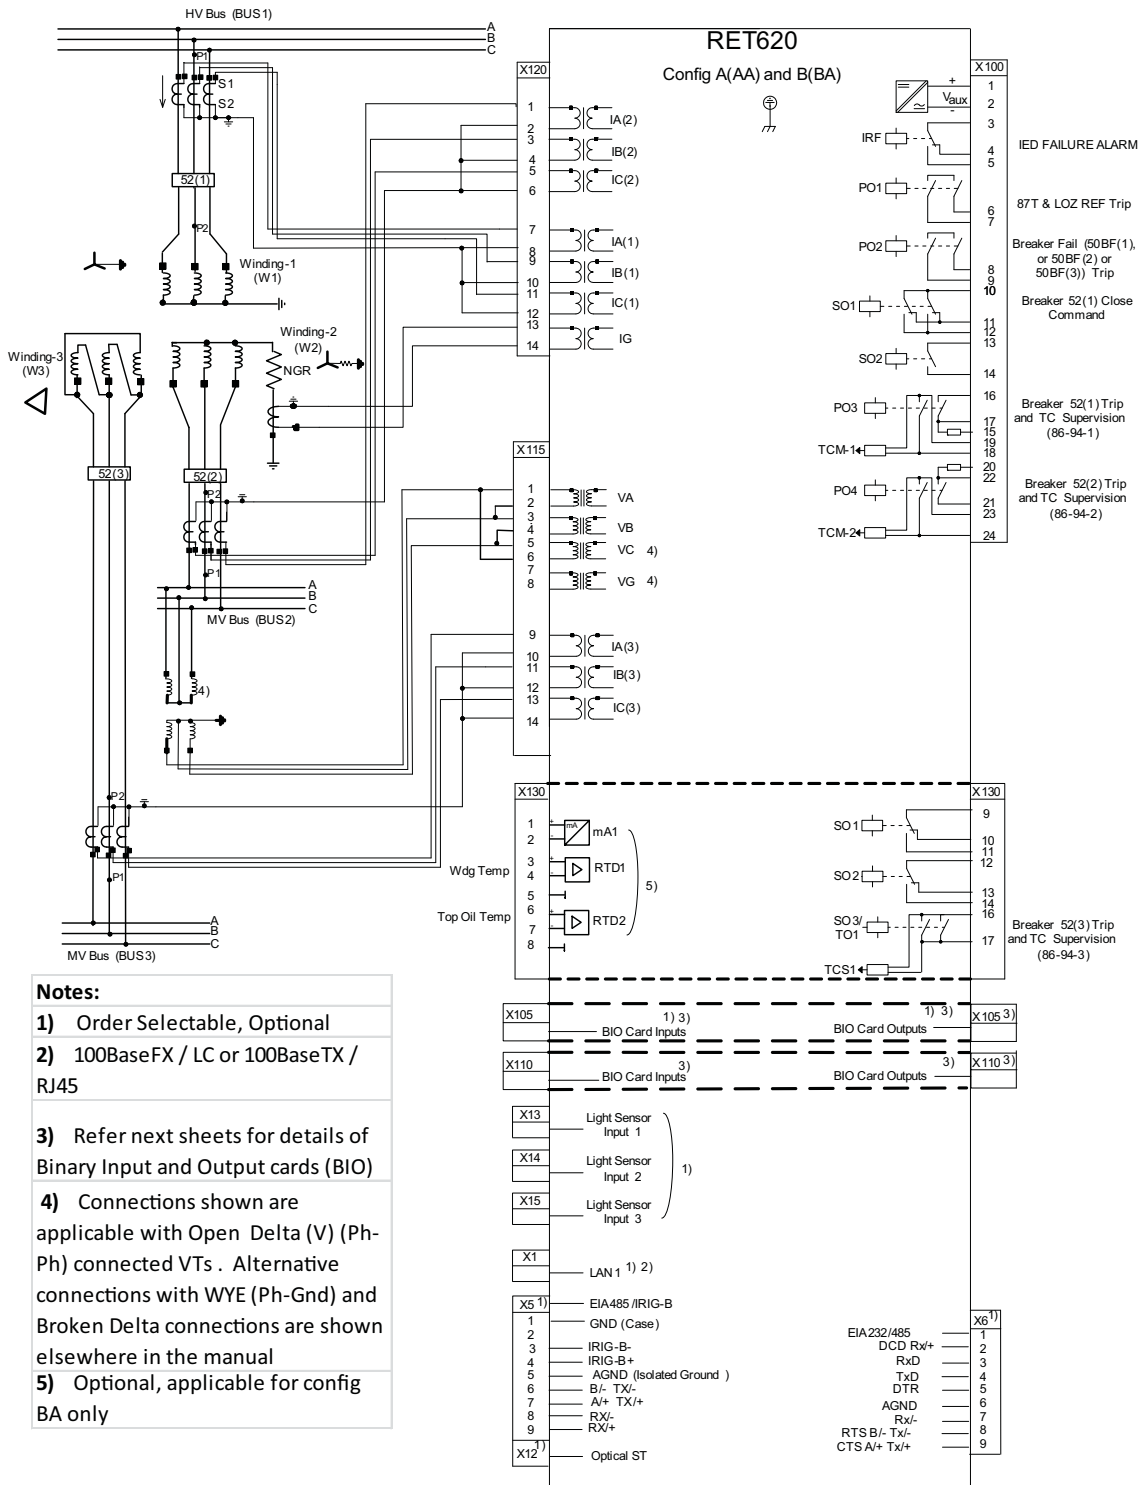 HV Bus (BUS1)
A
B
C
P1
S1
S2
52(1)
P2
Winding-1
(W1)
Winding-2
(W2)
NGR
Winding-3
(W3)
52(3)
52(2)
P2
P1
A
B
C
MV Bus (BUS2)
4)
P2
P1
A
B
C
MV Bus (BUS3)
RET620
Config A(AA) and B(BA)
X120
1
2
3
4
5
6
7
8
9
10
11
12
13
14
IA(2)
IB(2)
IC(2)
IA(1)
IB(1)
IC(1)
IG
X115
1
2
3
4
5
6
7
8
9
10
11
12
13
14
VA
VB
VC 4)
VG 4)
IA(3)
IB(3)
IC(3)
X100
+
Vaux
-
1
2
3
4
5
6
7
8
9
10
11
12
13
14
16
17
15
19
18
20
22
21
23
24
IRF
IED FAILURE ALARM
PO1
87T & LOZ REF Trip
PO2
Breaker Fail (50BF(1),
or 50BF(2) or
50BF(3)) Trip
SO1
Breaker 52(1) Close
Command
SO2
PO3
TCM-1
Breaker 52(1) Trip
and TC Supervision
(86-94-1)
PO4
TCM-2
Breaker 52(2) Trip
and TC Supervision
(86-94-2)
X130
1
2
3
4
5
6
7
8
+
-
+
-
+
-
mA
mA1
Wdg Temp
RTD1
5)
Top Oil Temp
RTD2
X130
9
10
11
12
13
14
16
17
SO1
SO2
SO3/
TO1
TCS1
Breaker 52(3) Trip
and TC Supervision
(86-94-3)
X105
1) 3)
BIO Card Inputs
1) 3)
BIO Card Outputs
X105 3)
X110
3)
BIO Card Inputs
3)
BIO Card Outputs
X110 3)
X13
Light Sensor
Input 1
X14
Light Sensor
Input 2
1)
X15
Light Sensor
Input 3
X1
LAN1 1) 2)
X5 1)
EIA485/IRIG-B
1
2
3
4
5
6
7
8
9
GND (Case)
IRIG-B-
IRIG-B+
AGND (Isolated Ground )
B/- TX/-
A/+ TX/+
RX/-
RX/+
X12 1)
Optical ST
X6 1)
EIA232/485
1
DCD Rx/+
2
RxD
3
TxD
4
DTR
5
AGND
6
Rx/-
7
RTS B/- Tx/-
8
CTS A/+ Tx/+
9
Notes:
1) Order Selectable, Optional
2) 100BaseFX / LC or 100BaseTX /
RJ45
3) Refer next sheets for details of
Binary Input and Output cards (BIO)
4) Connections shown are
applicable with Open Delta (V) (Ph-
Ph) connected VTs . Alternative
connections with WYE (Ph-Gnd) and
Broken Delta connections are shown
elsewhere in the manual
5) Optional, applicable for config
BA only